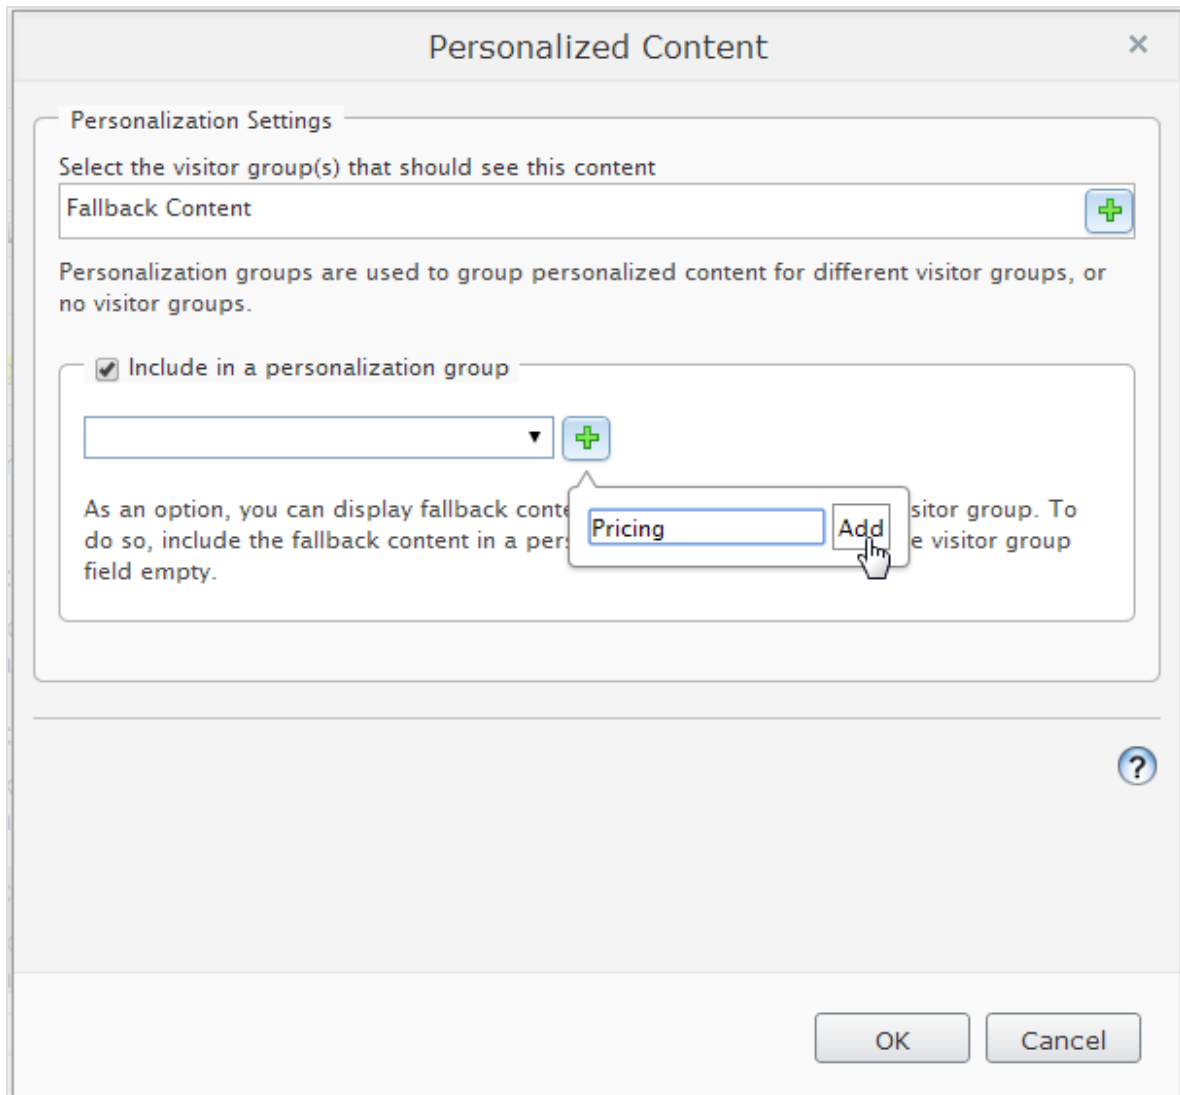 Personalized Content
Personalization Settings
Select the visitor group(s) that should see this content
Fallback Content
Personalization groups are used to group personalized content for different visitor groups, or
no visitor groups.
Include in a personalization group
As an option, you can display fallback conte sitor group. To
Pricing Add
do so, include the fallback content in a pers e visitor group
field empty.
OK Cancel